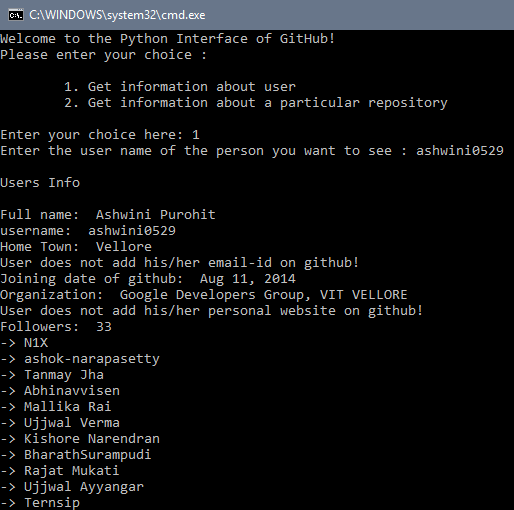 C:\WINDOWS\system32\cmd.exe
Welcome to the Python Interface of GitHub!
Please enter your choice :
1. Get information about user
2. Get information about a particular repository
Enter your choice here: 1
Enter the user name of the person you want to see : ashwini0529
Users Info
Full name:  Ashwini Purohit
username:  ashwini0529
Home Town:  Vellore
User does not add his/her email-id on github!
Joining date of github:  Aug 11, 2014
Organization:  Google Developers Group, VIT VELLORE
User does not add his/her personal website on github!
Followers:  33
-> N1X
-> ashok-narapasetty
-> Tanmay Jha
-> Abhinavvisen
-> Mallika Rai
-> Ujjwal Verma
-> Kishore Narendran
-> BharathSurampudi
-> Rajat Mukati
-> Ujjwal Ayyangar
-> Ternsip